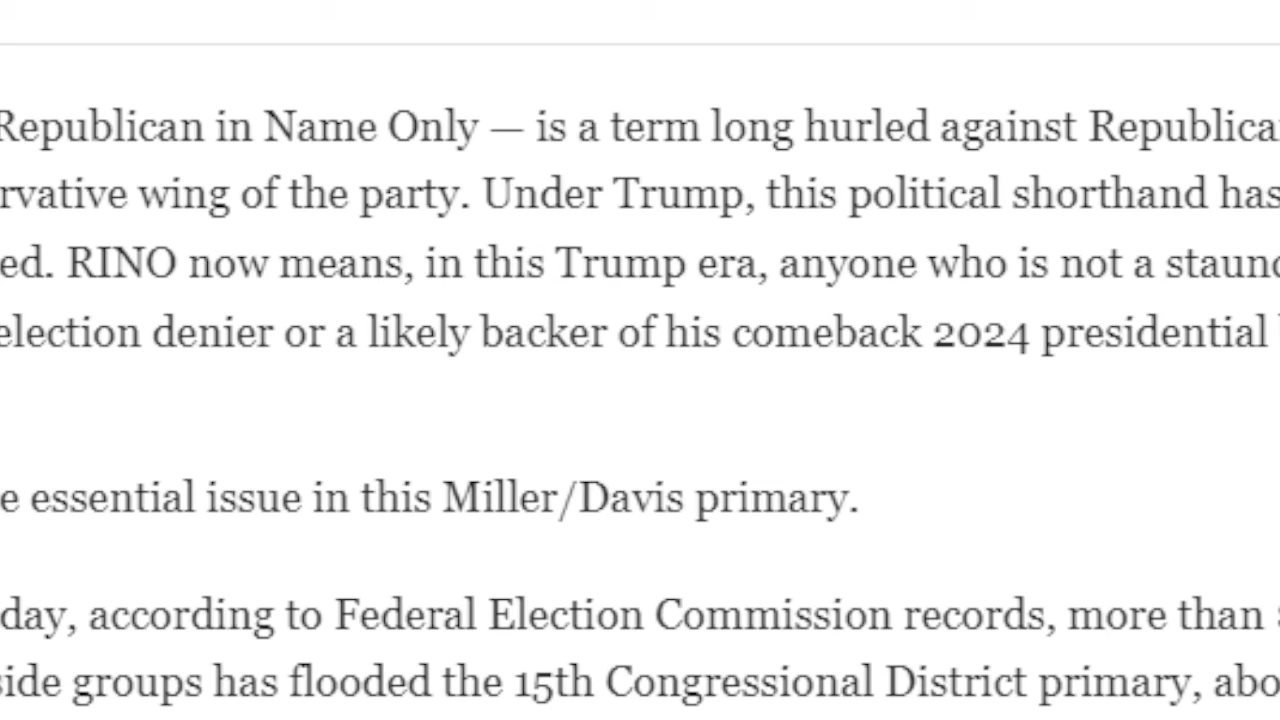 Republican in Name Only — is a term long hurled against Republica
rvative wing of the party. Under Trump, this political shorthand has
ed. RINO now means, in this Trump era, anyone who is not a staunc
election denier or a likely backer of his comeback 2024 presidential
e essential issue in this Miller/Davis primary.
day, according to Federal Election Commission records, more than
side groups has flooded the 15th Congressional District primary, abo